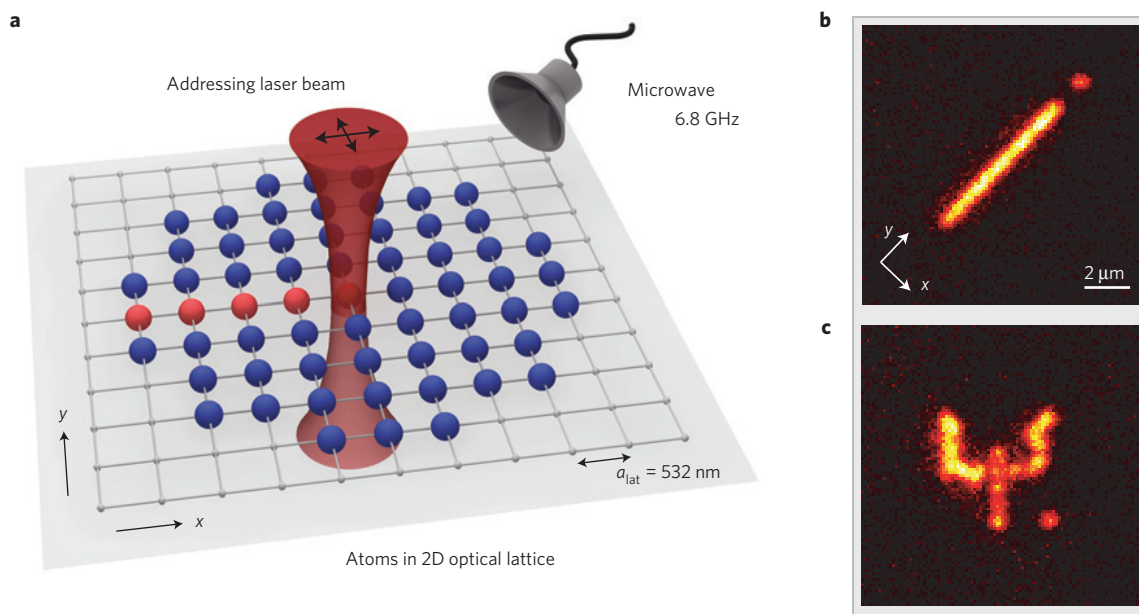 a
Addressing laser beam
Microwave
6.8 GHz
y
x
a_lat = 532 nm
Atoms in 2D optical lattice
b
y
x
2 μm
c